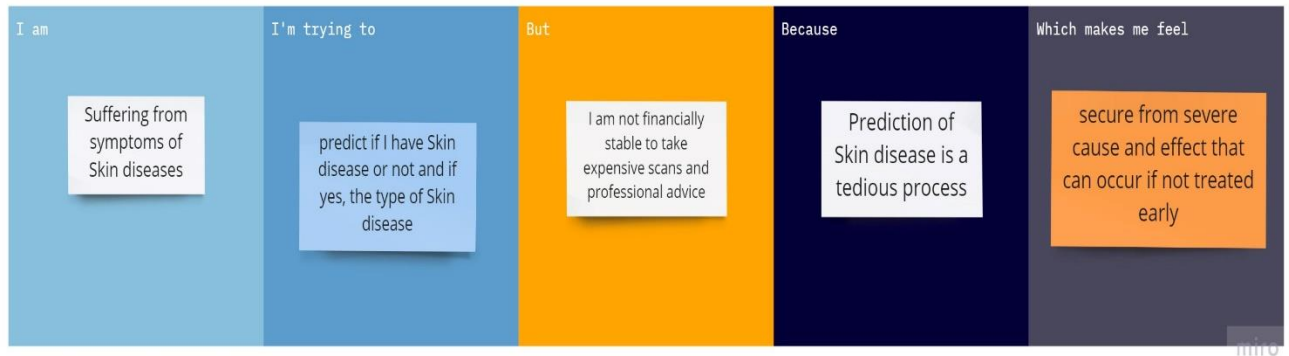 I am
Suffering from
symptoms of
Skin diseases
I'm trying to
predict if I have Skin
disease or not and if
yes, the type of Skin
disease
But
I am not financially
stable to take
expensive scans and
professional advice
Because
Prediction of
Skin disease is a
tedious process
Which makes me feel
secure from severe
cause and effect that
can occur if not treated
early
miro